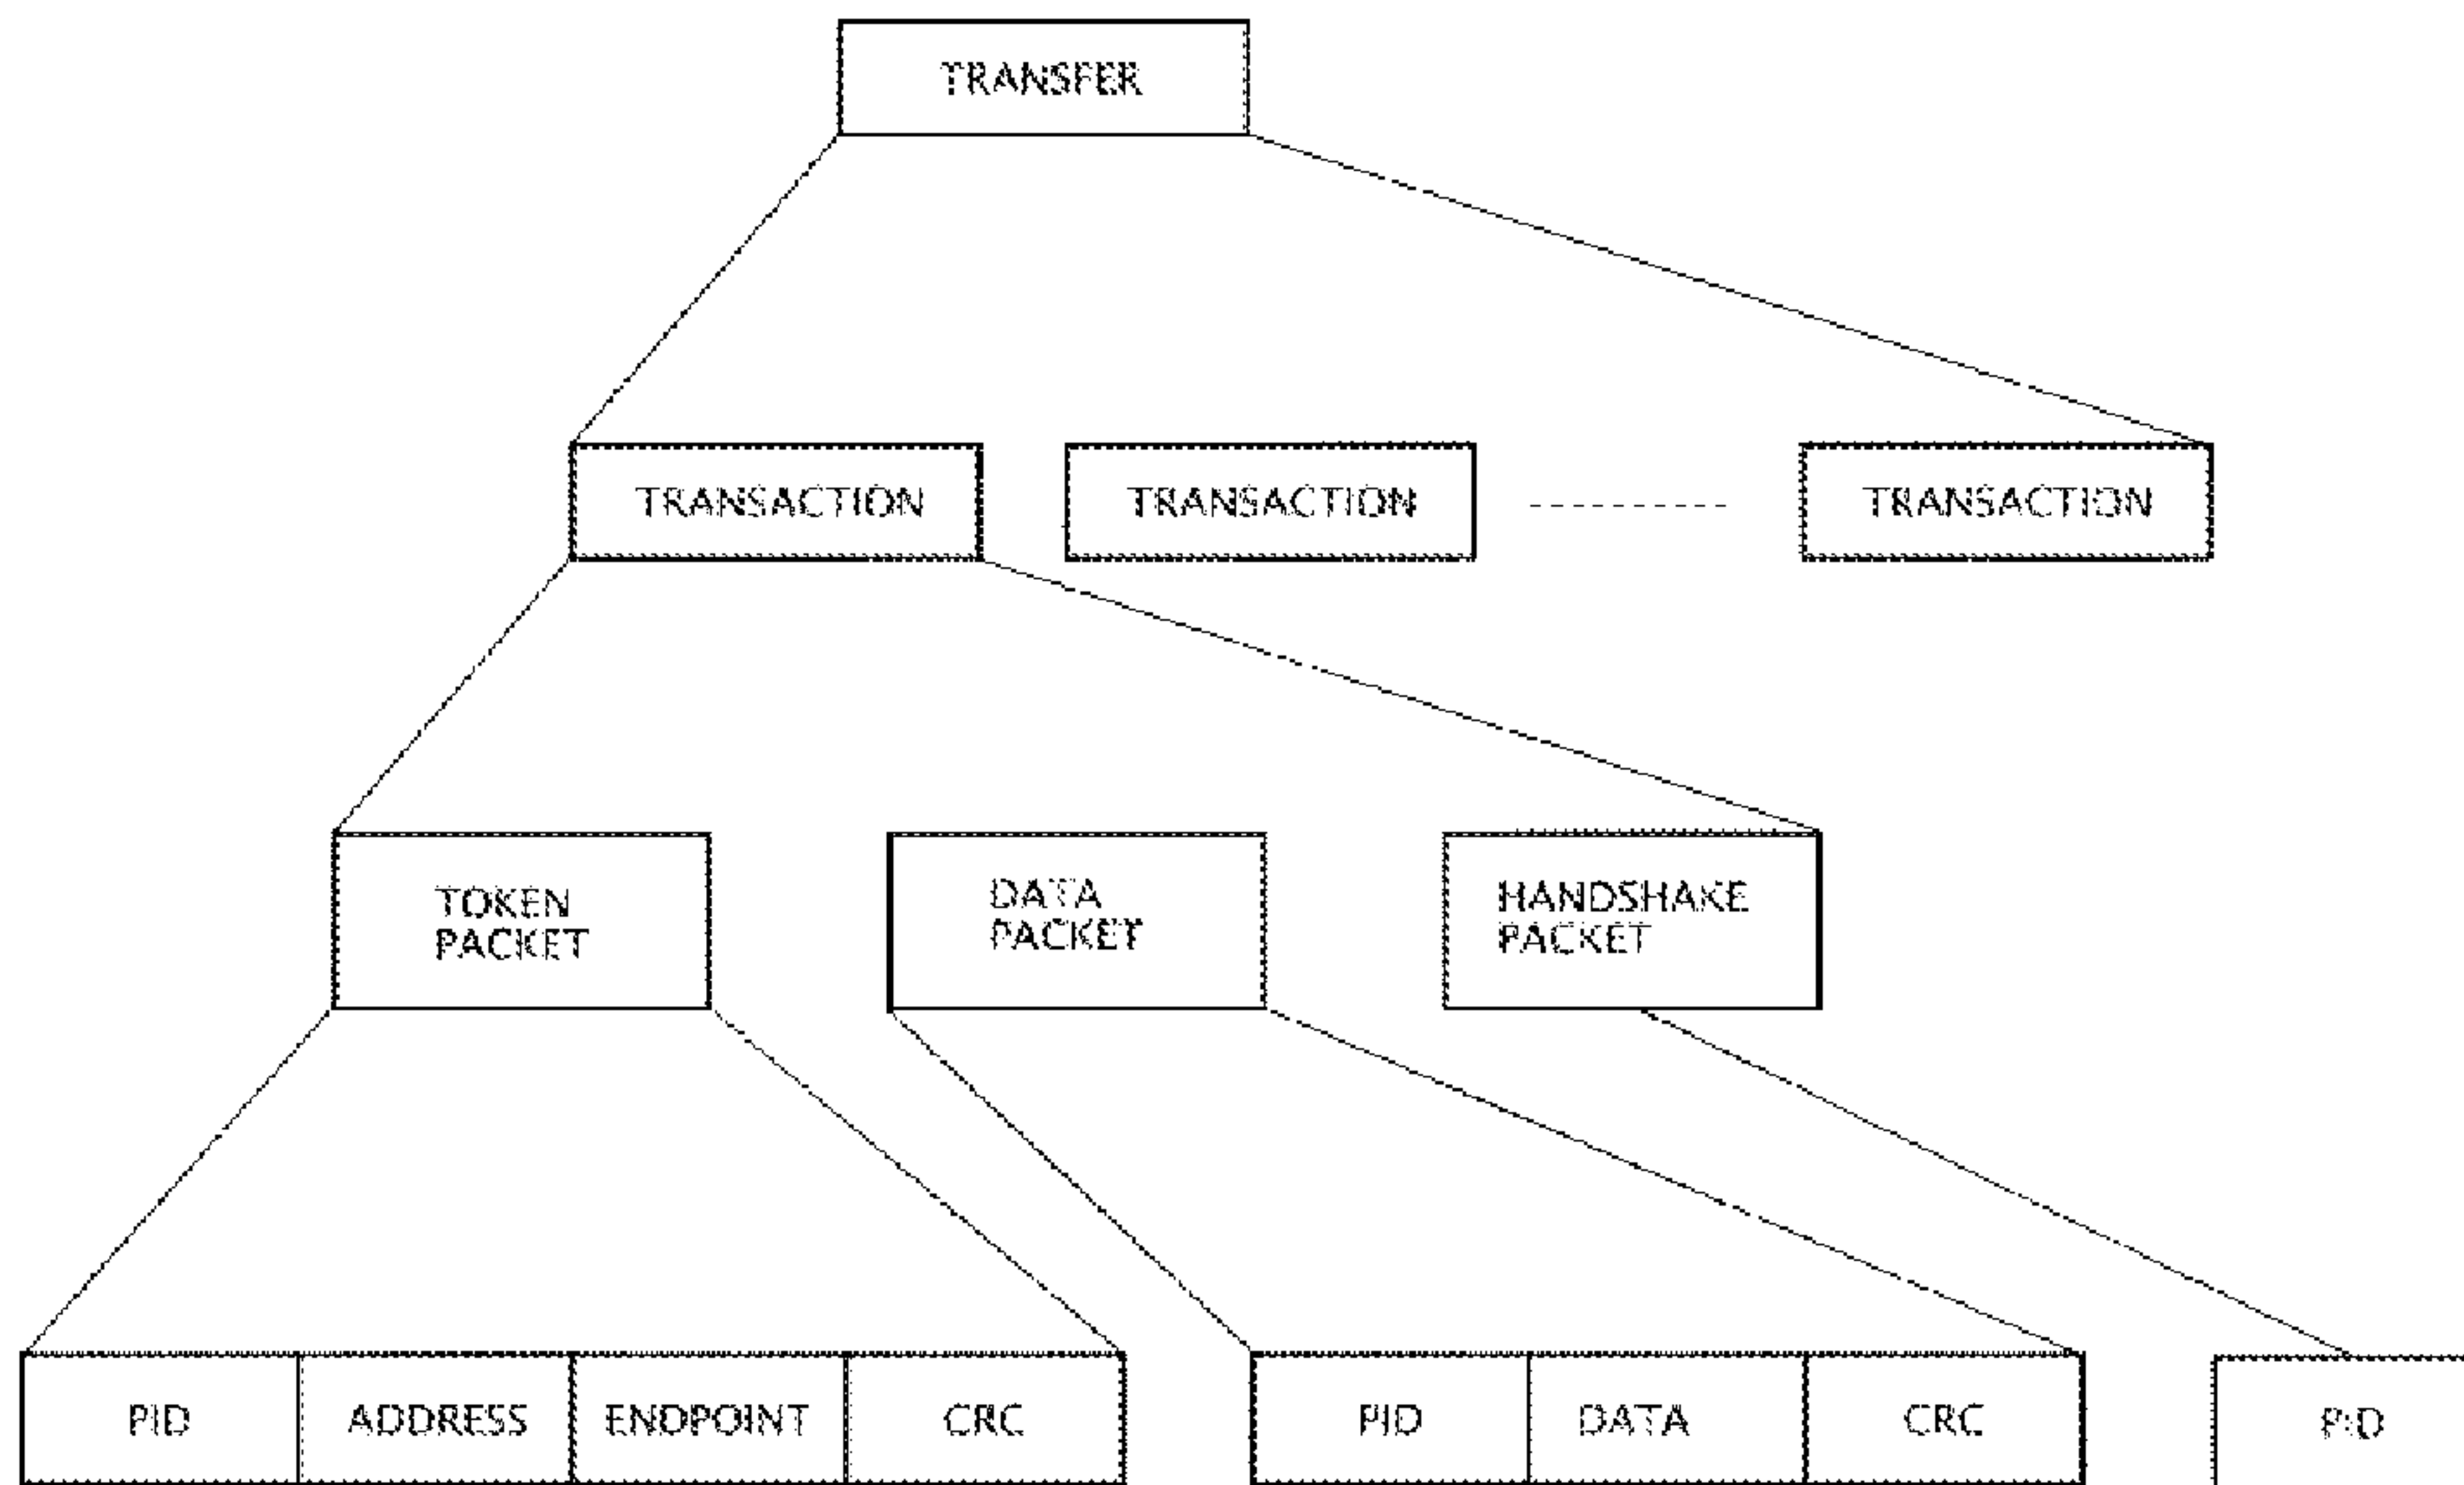 TRANSFER
TRANSACTION
TRANSACTION
TRANSACTION
TOKEN
PACKET
DATA
PACKET
HANDSHAKE
PACKET
PID
ADDRESS
ENDPOINT
CRC
PID
DATA
CRC
PID